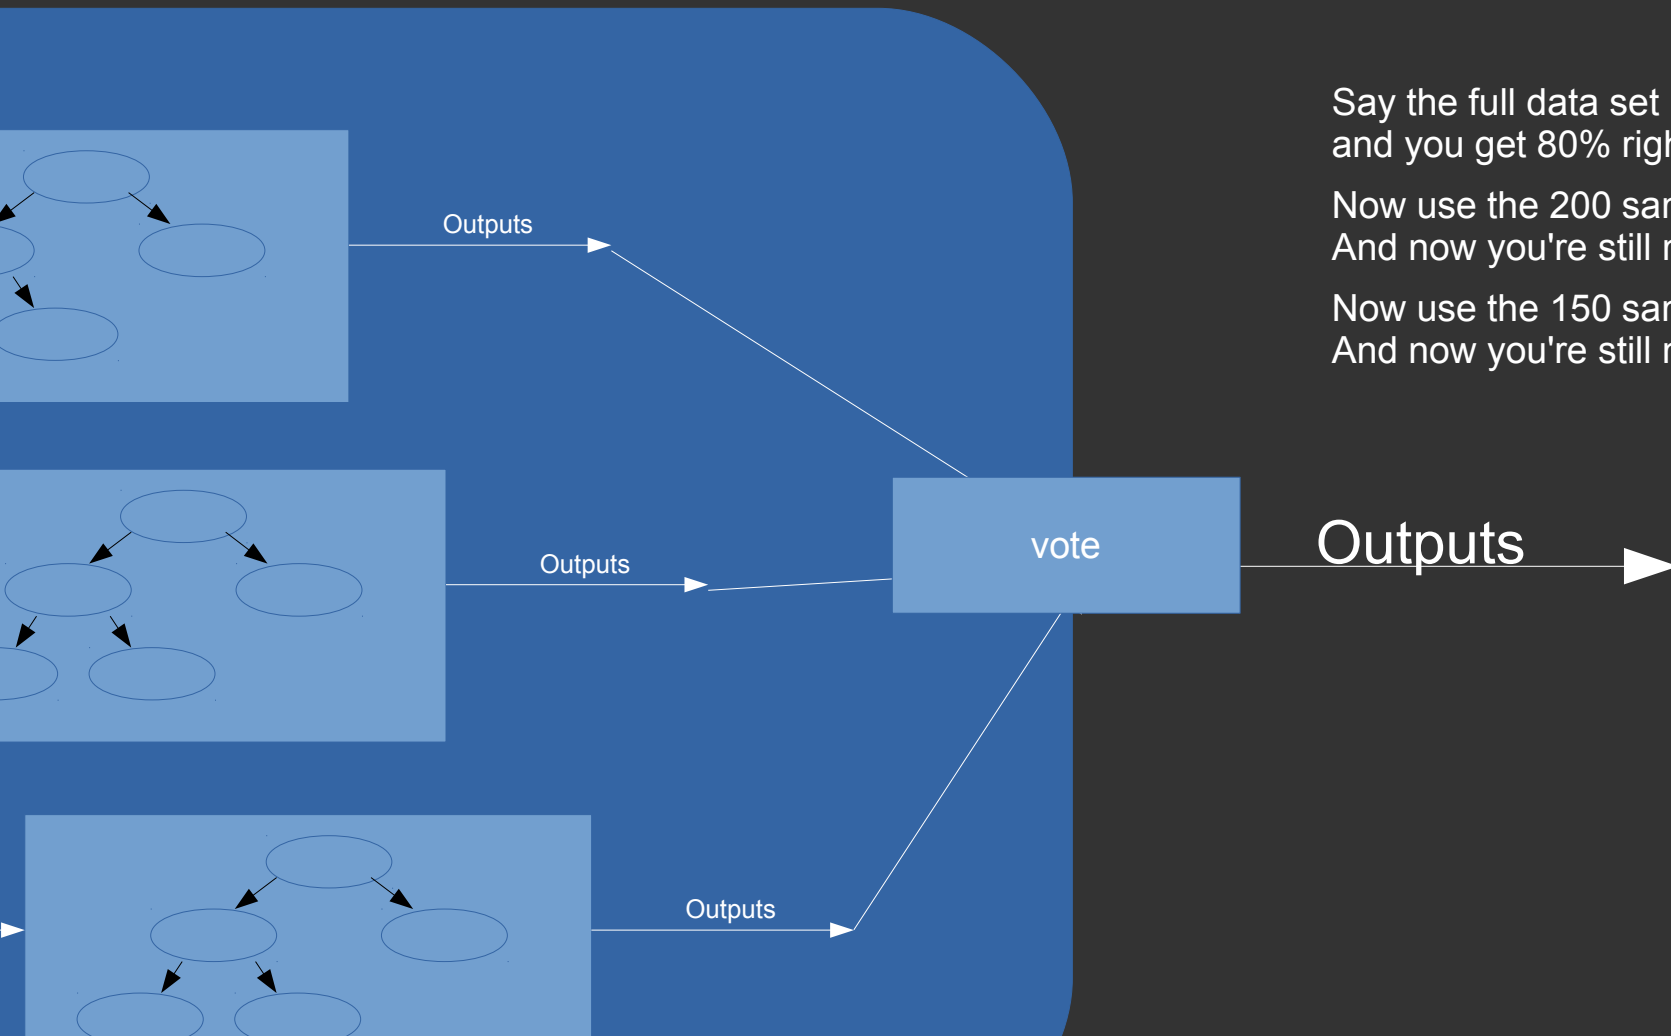 Say the full data set
and you get 80%
Now use the 200
And now you're still
Now use the 150
And now you're still
Outputs
Outputs
vote
Outputs
Outputs